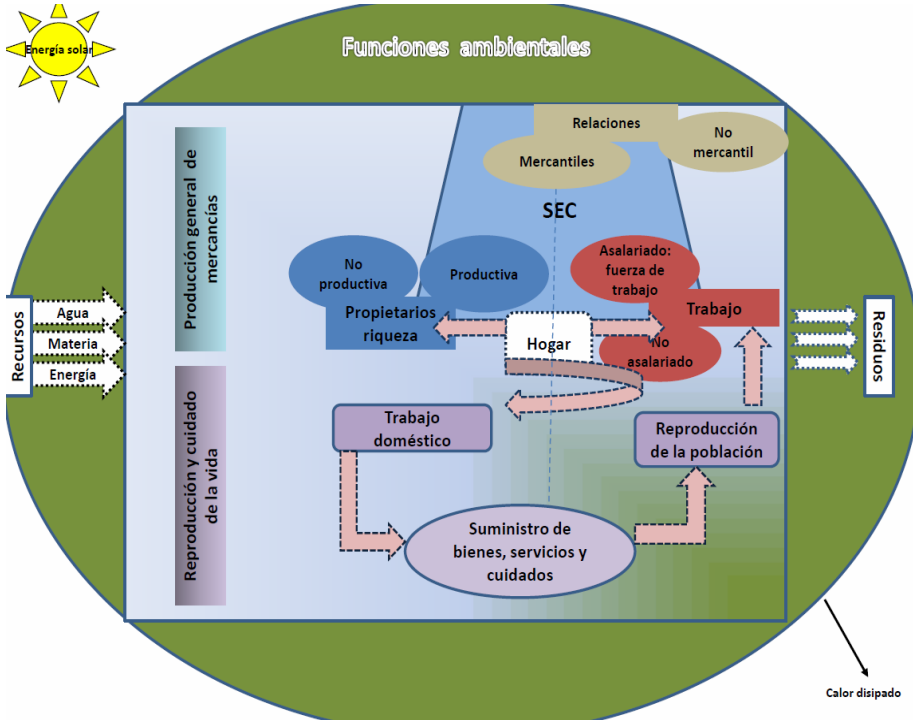 Energía solar
Funciones ambientales
Relaciones
No
mercantil
Mercantiles
Producción general de
mercancías
SEC
No
productiva
Productiva
Asalariado:
fuerza de
trabajo
Recursos
Agua
Materia
Energía
Propietarios
riqueza
Hogar
Trabajo
No
asalariado
Residuos
Reproducción y cuidado
de la vida
Trabajo
doméstico
Reproducción
de la población
Suministro de
bienes, servicios y
cuidados
Calor disipado